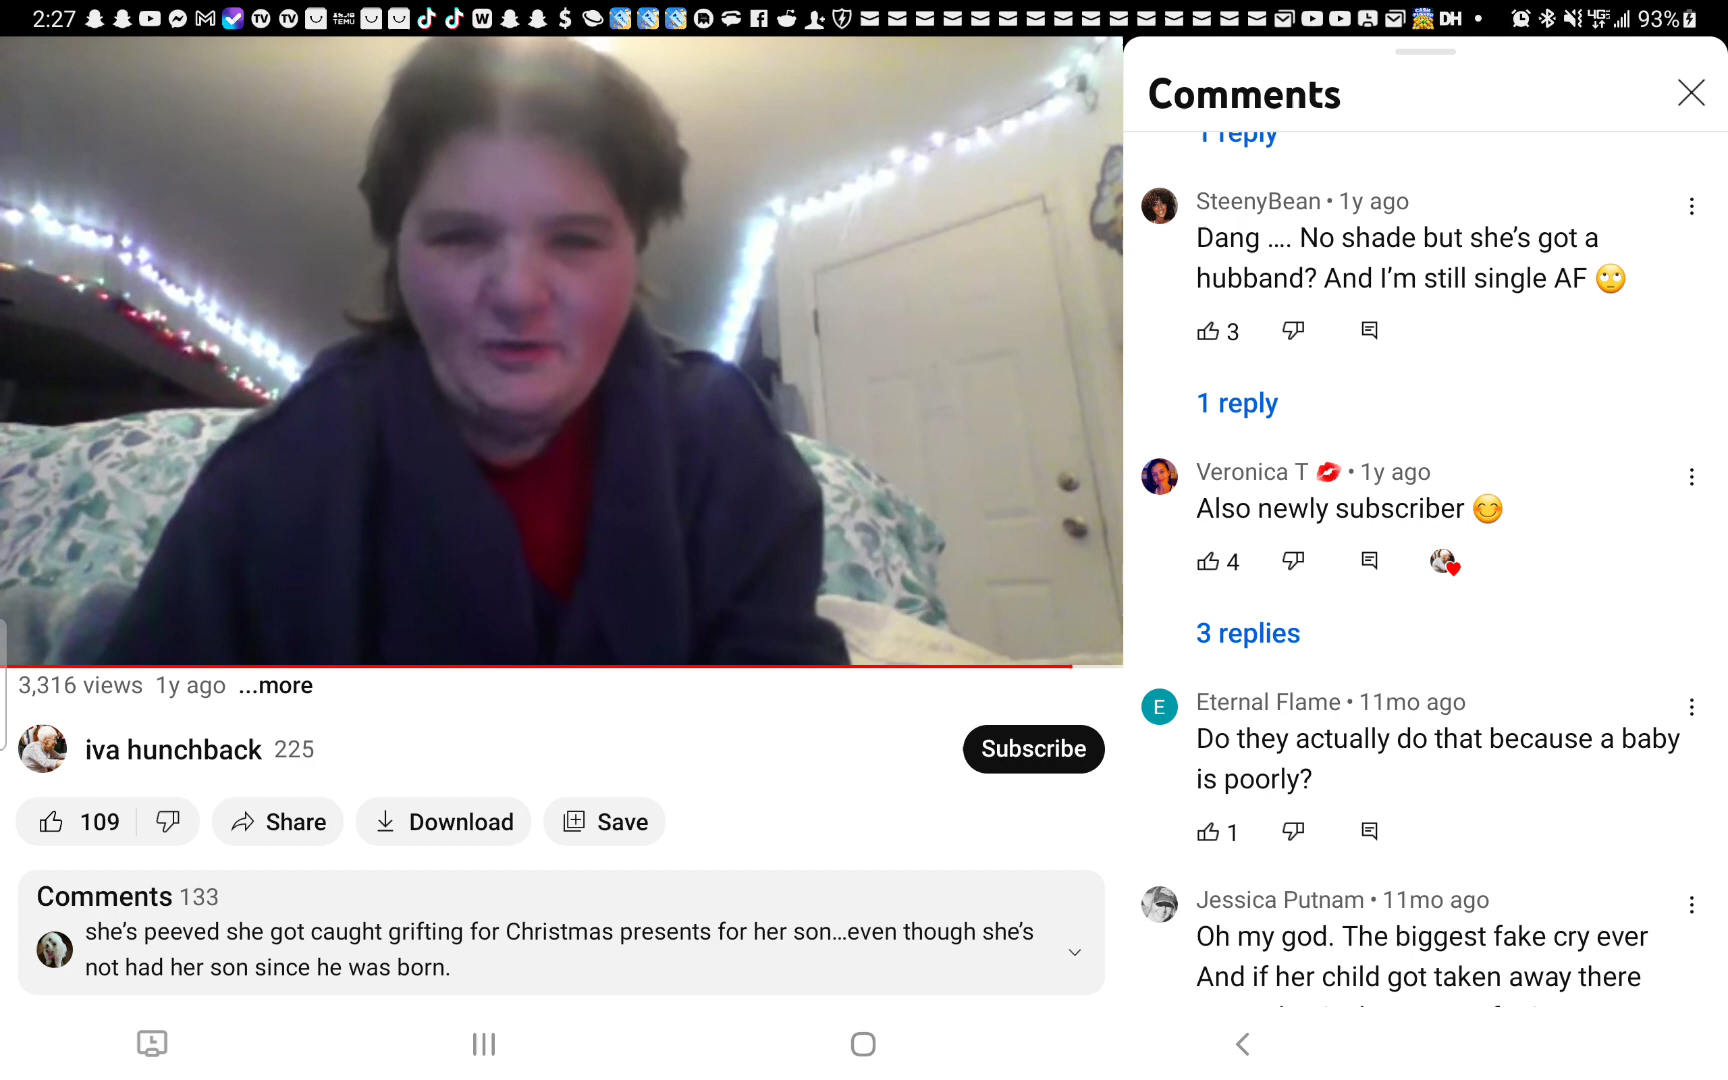 2:27
TV
TV
TEMU
W
$
DH
4G
93%
3,316 views 1y ago ...more
iva hunchback 225
Subscribe
109
Share
Download
Save
Comments 133
she's peeved she got caught grifting for Christmas presents for her son...even though she's
not had her son since he was born.
Comments
1 reply
SteenyBean • 1y ago
Dang .... No shade but she's got a
hubband? And I'm still single AF 🙄
3
1 reply
Veronica T 💋 • 1y ago
Also newly subscriber 😊
4
3 replies
E
Eternal Flame • 11mo ago
Do they actually do that because a baby
is poorly?
1
Jessica Putnam • 11mo ago
Oh my god. The biggest fake cry ever
And if her child got taken away there